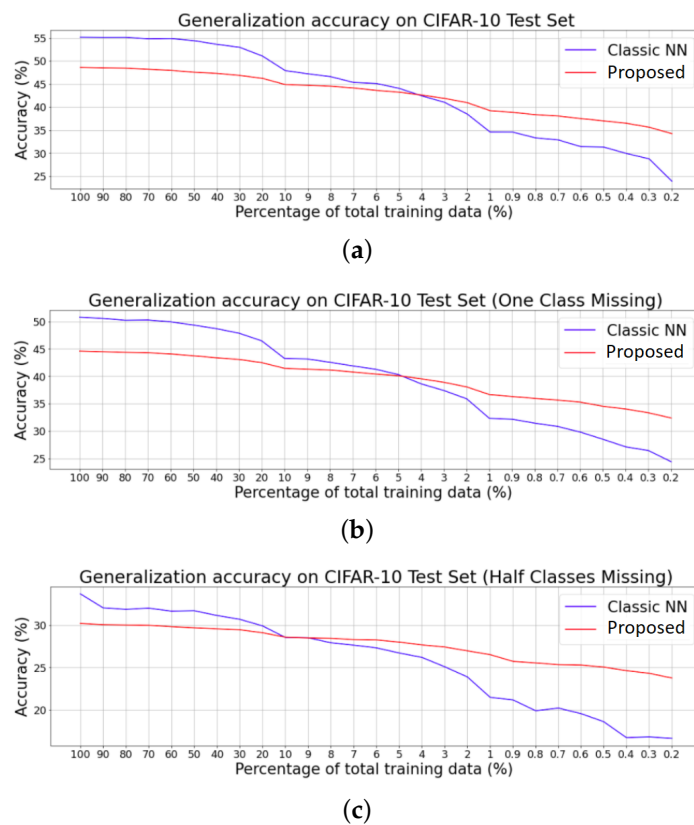 Generalization accuracy on CIFAR-10 Test Set
Accuracy (%)
55
50
45
40
35
30
25
Classic NN
Proposed
100 90 80 70 60 50 40 30 20 10 9 8 7 6 5 4 3 2 1 0.9 0.8 0.7 0.6 0.5 0.4 0.3 0.2
Percentage of total training data (%)
(a)
Generalization accuracy on CIFAR-10 Test Set (One Class Missing)
Accuracy (%)
50
45
40
35
30
25
Classic NN
Proposed
100 90 80 70 60 50 40 30 20 10 9 8 7 6 5 4 3 2 1 0.9 0.8 0.7 0.6 0.5 0.4 0.3 0.2
Percentage of total training data (%)
(b)
Generalization accuracy on CIFAR-10 Test Set (Half Classes Missing)
Accuracy (%)
30
25
20
Classic NN
Proposed
100 90 80 70 60 50 40 30 20 10 9 8 7 6 5 4 3 2 1 0.9 0.8 0.7 0.6 0.5 0.4 0.3 0.2
Percentage of total training data (%)
(c)